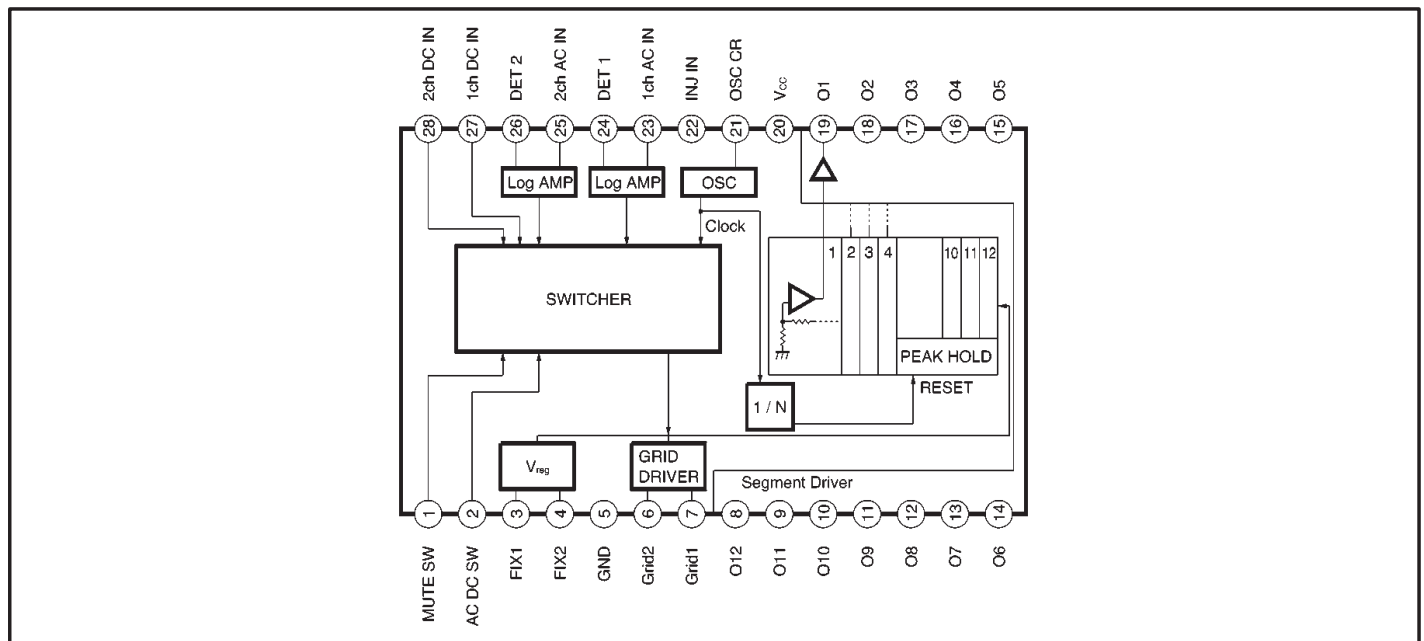 2ch DC IN
1ch DC IN
DET 2
2ch AC IN
DET 1
1ch AC IN
INJ IN
OSC CR
Vcc
O1
O2
O3
O4
O5
28
27
26
25
24
23
22
21
20
19
18
17
16
15
Log AMP
Log AMP
OSC
Clock
1
2
3
4
10
11
12
SWITCHER
PEAK HOLD
RESET
1 / N
Vreg
GRID
DRIVER
Segment Driver
1
2
3
4
5
6
7
8
9
10
11
12
13
14
MUTE SW
AC DC SW
FIX1
FIX2
GND
Grid2
Grid1
O12
O11
O10
O9
O8
O7
O6